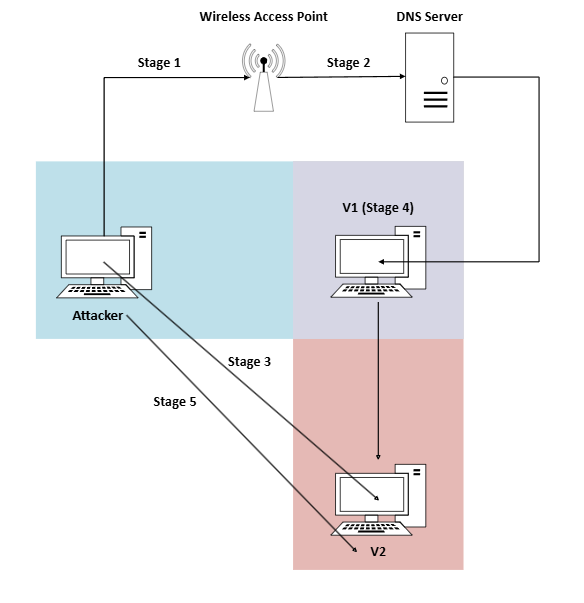 Wireless Access Point
DNS Server
Stage 1
Stage 2
V1 (Stage 4)
Attacker
Stage 3
Stage 5
V2